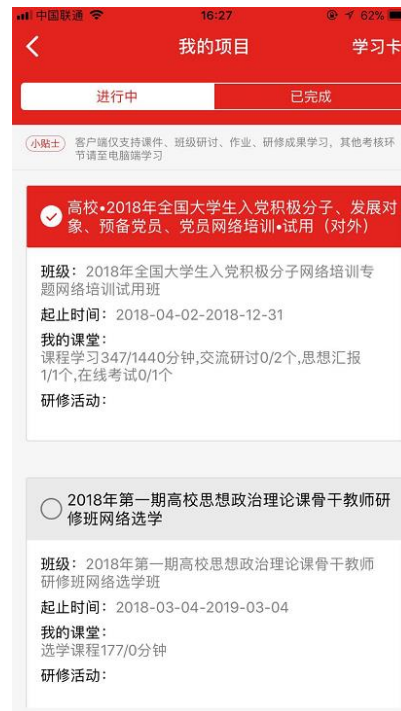 中国联通 16:27 62%
我的项目 学习卡
进行中 已完成
小贴士 客户端仅支持课件、班级研讨、作业、研修成果学习，其他考核环
节请至电脑端学习
高校•2018年全国大学生入党积极分子、发展对
象、预备党员、党员网络培训•试用（对外）
班级：2018年全国大学生入党积极分子网络培训专
题网络培训试用班
起止时间：2018-04-02-2018-12-31
我的课堂：
课程学习347/1440分钟,交流研讨0/2个,思想汇报
1/1个,在线考试0/1个
研修活动：
2018年第一期高校思想政治理论课骨干教师研
修班网络选学
班级：2018年第一期高校思想政治理论课骨干教师
研修班网络选学班
起止时间：2018-03-04-2019-03-04
我的课堂：
选学课程177/0分钟
研修活动：